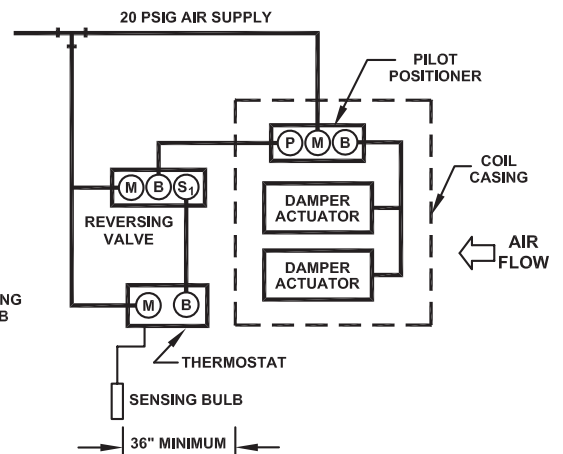 20 PSIG AIR SUPPLY
PILOT
POSITIONER
P M B
COIL
CASING
M B S1
REVERSING
VALVE
DAMPER
ACTUATOR
DAMPER
ACTUATOR
AIR
FLOW
M B
THERMOSTAT
SENSING BULB
36" MINIMUM